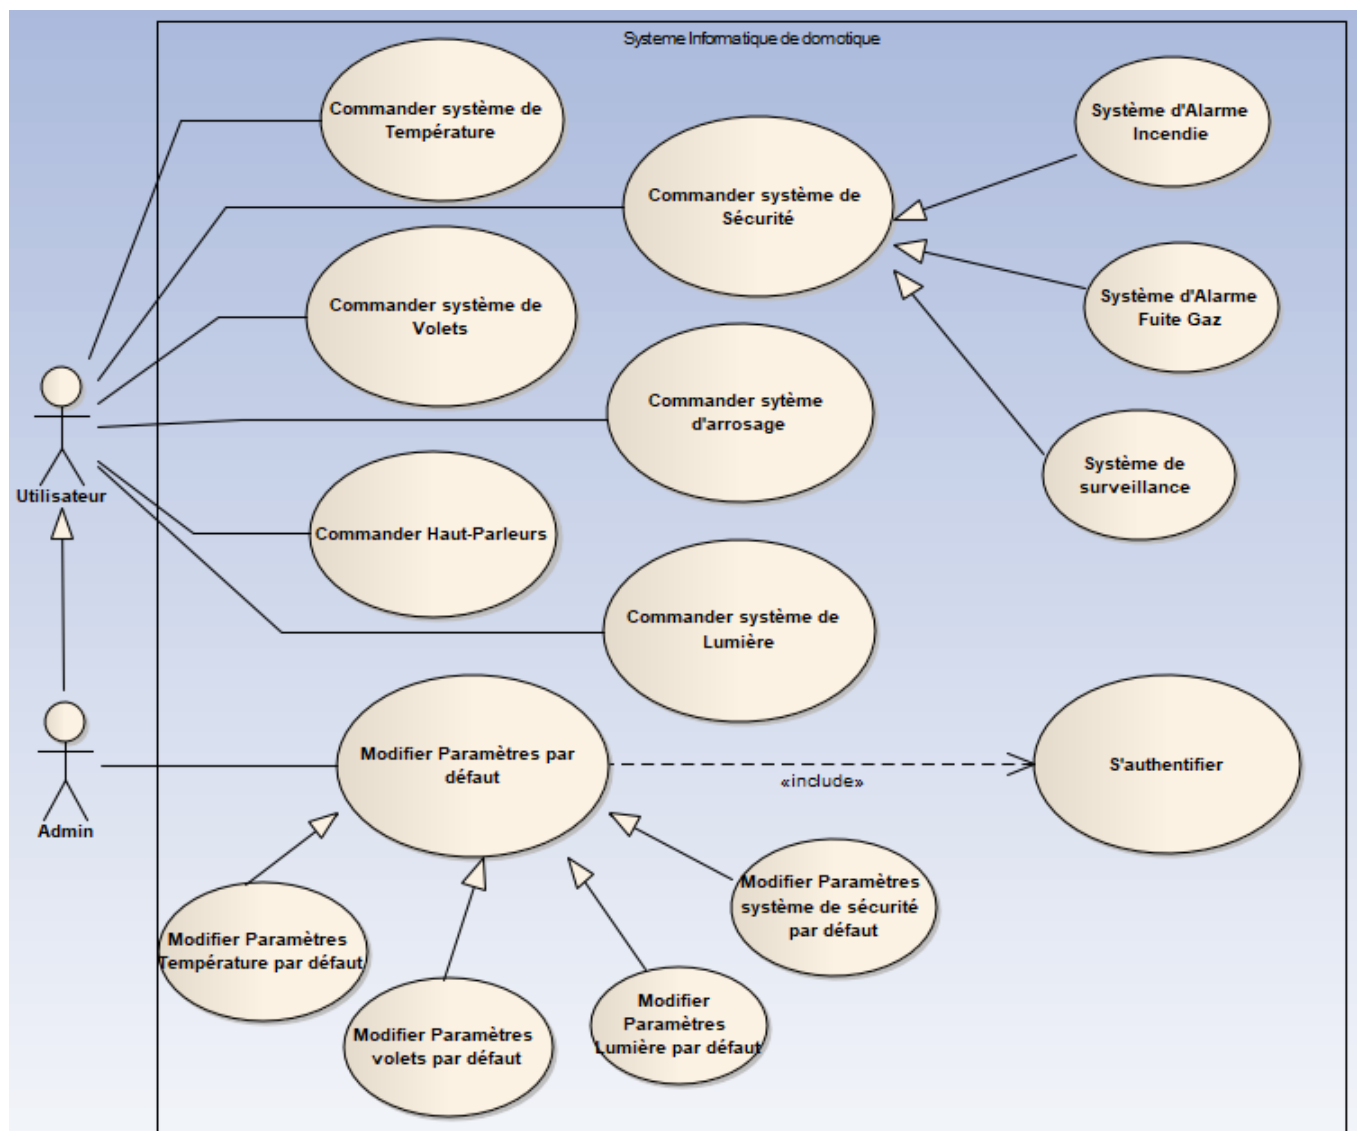 Systeme Informatique de domotique
Commander système de
Température
Système d'Alarme
Incendie
Commander système de
Sécurité
Commander système de
Volets
Système d'Alarme
Fuite Gaz
Commander sytème
d'arrosage
Système de
surveillance
Utilisateur
Commander Haut-Parleurs
Commander système de
Lumière
Modifier Paramètres par
défaut
«include»
S'authentifier
Admin
Modifier Paramètres
système de sécurité
par défaut
Modifier Paramètres
Température par défaut
Modifier Paramètres
volets par défaut
Modifier
Paramètres
Lumière par défaut